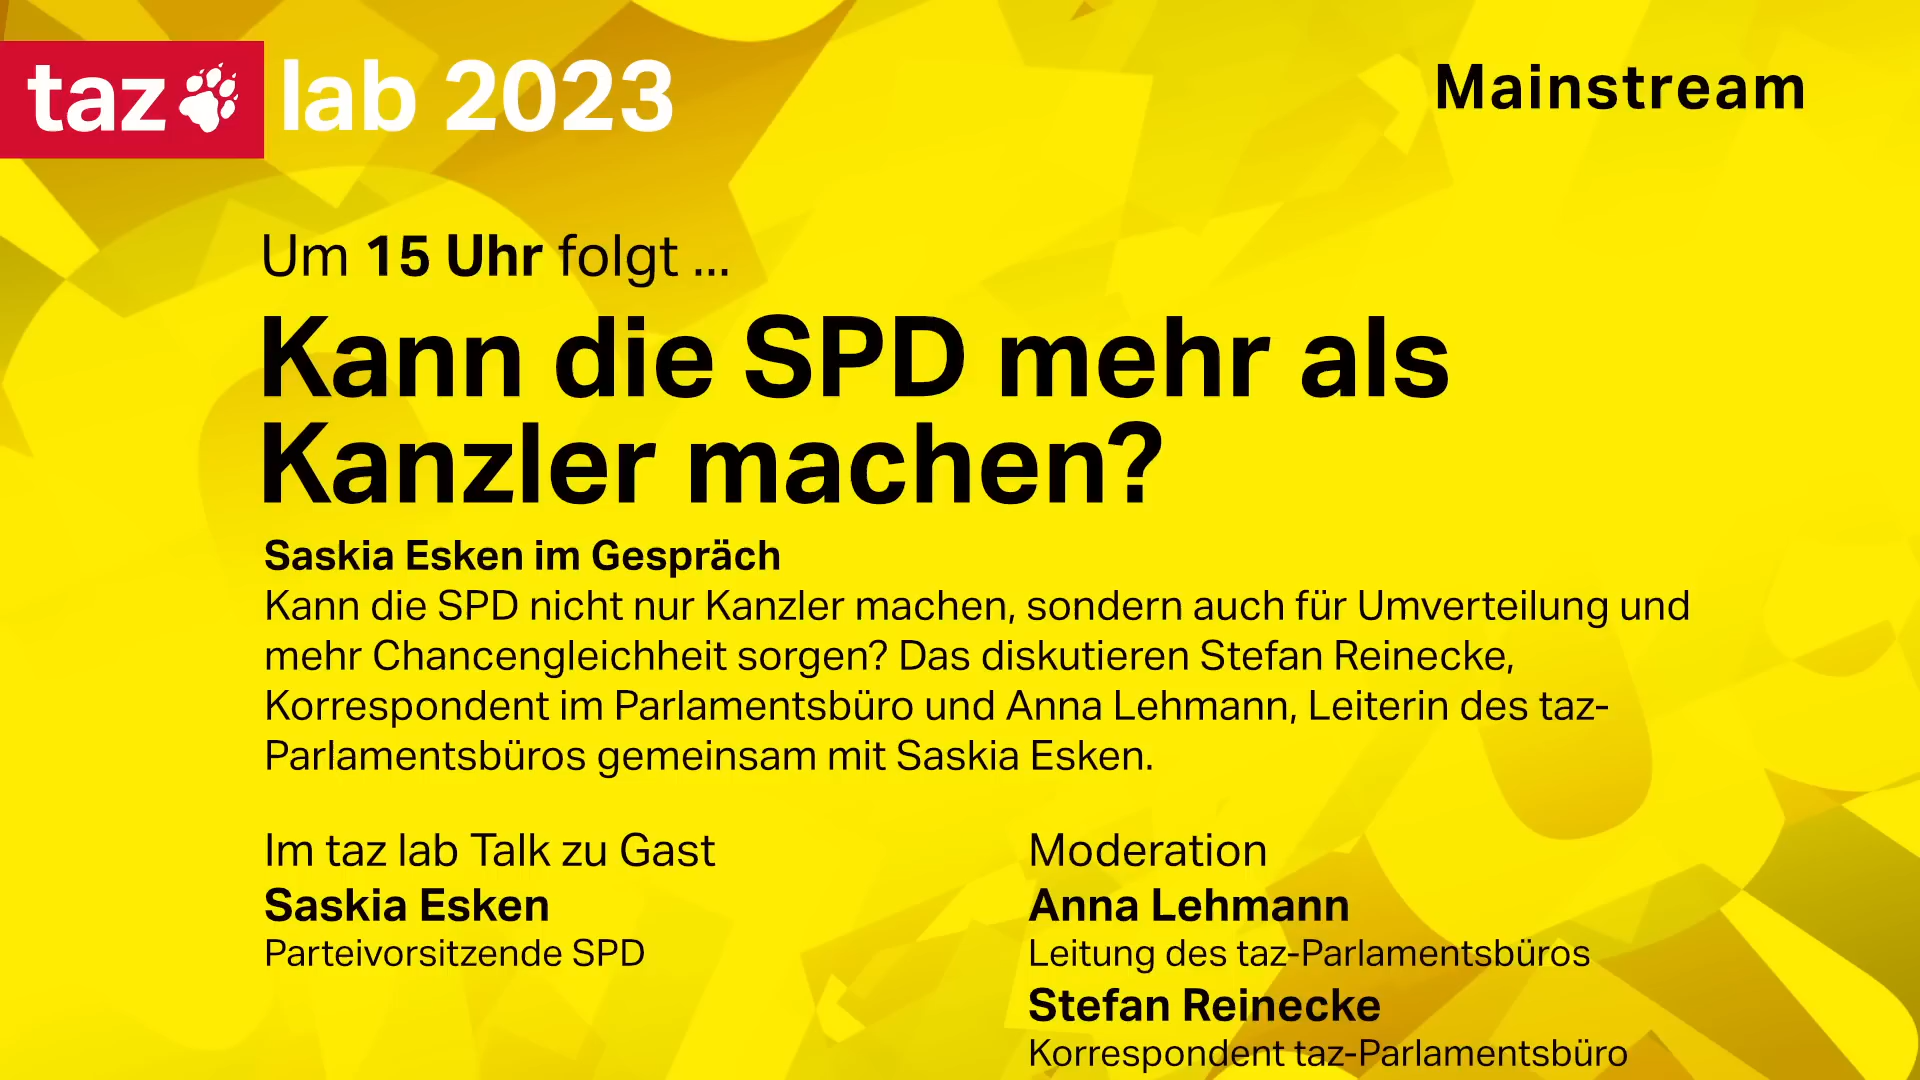 taz lab 2023
Mainstream
Um 15 Uhr folgt ...
Kann die SPD mehr als
Kanzler machen?
Saskia Esken im Gespräch
Kann die SPD nicht nur Kanzler machen, sondern auch für Umverteilung und
mehr Chancengleichheit sorgen? Das diskutieren Stefan Reinecke,
Korrespondent im Parlamentsbüro und Anna Lehmann, Leiterin des taz-
Parlamentsbüros gemeinsam mit Saskia Esken.
Im taz lab Talk zu Gast
Saskia Esken
Parteivorsitzende SPD
Moderation
Anna Lehmann
Leitung des taz-Parlamentsbüros
Stefan Reinecke
Korrespondent taz-Parlamentsbüro